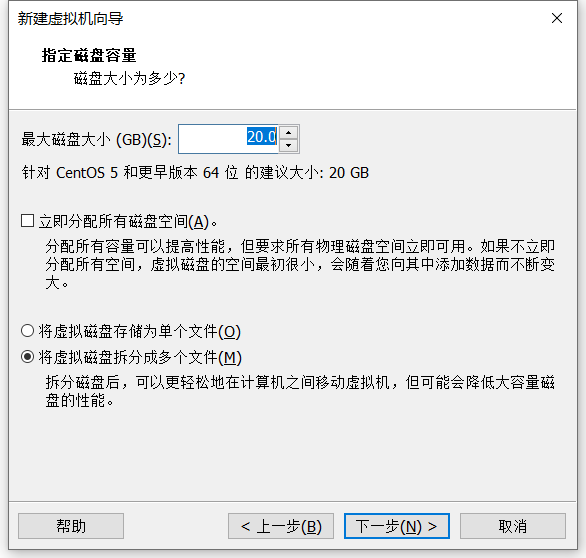 新建虚拟机向导
指定磁盘容量
磁盘大小为多少?
最大磁盘大小 (GB)(S): 20.0
针对 CentOS 5 和更早版本 64 位 的建议大小: 20 GB
立即分配所有磁盘空间(A)。
分配所有容量可以提高性能，但要求所有物理磁盘空间立即可用。如果不立即
分配所有空间，虚拟磁盘的空间最初很小，会随着您向其中添加数据而不断变
大。
将虚拟磁盘存储为单个文件(O)
将虚拟磁盘拆分成多个文件(M)
拆分磁盘后，可以更轻松地在计算机之间移动虚拟机，但可能会降低大容量磁
盘的性能。
帮助 < 上一步(B) 下一步(N) > 取消